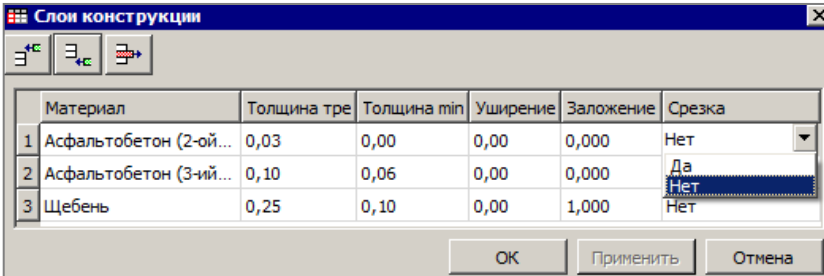 Слои конструкции
Материал Толщина тре Толщина min Уширение Заложение Срезка
1 Асфальтобетон (2-ой... 0,03 0,00 0,00 0,000 Нет
Да
2 Асфальтобетон (3-ий... 0,10 0,06 0,00 0,000 Нет
3 Щебень 0,25 0,10 0,00 1,000 Нет
ОК Применить Отмена